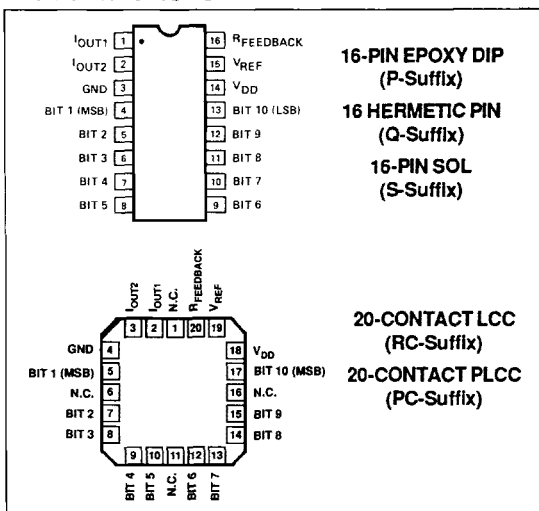 IOUT1 1 16 RFEEDBACK
IOUT2 2 15 VREF
GND 3 14 VDD
BIT 1 (MSB) 4 13 BIT 10 (LSB)
BIT 2 5 12 BIT 9
BIT 3 6 11 BIT 8
BIT 4 7 10 BIT 7
BIT 5 8 9 BIT 6
16-PIN EPOXY DIP
(P-Suffix)
16 HERMETIC PIN
(Q-Suffix)
16-PIN SOL
(S-Suffix)
IOUT2
IOUT1
N.C.
RFEEDBACK
VREF
3 2 1 20 19
GND 4 18 VDD
BIT 1 (MSB) 5 17 BIT 10 (MSB)
N.C. 6 16 N.C.
BIT 2 7 15 BIT 9
BIT 3 8 14 BIT 8
9 10 11 12 13
BIT 4
BIT 5
N.C.
BIT 6
BIT 7
20-CONTACT LCC
(RC-Suffix)
20-CONTACT PLCC
(PC-Suffix)